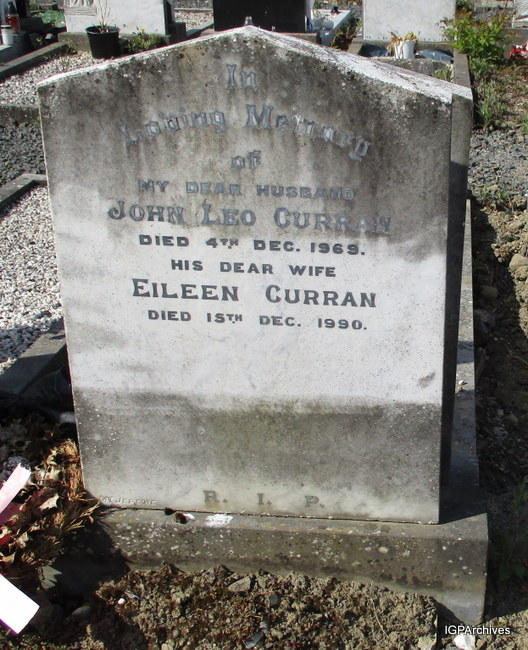 In
Loving Memory
of
MY DEAR HUSBAND
JOHN LEO CURRAN
DIED 4TH DEC. 1969.
HIS DEAR WIFE
EILEEN CURRAN
DIED 15TH DEC. 1990.
R. I. P.
IGPArchives